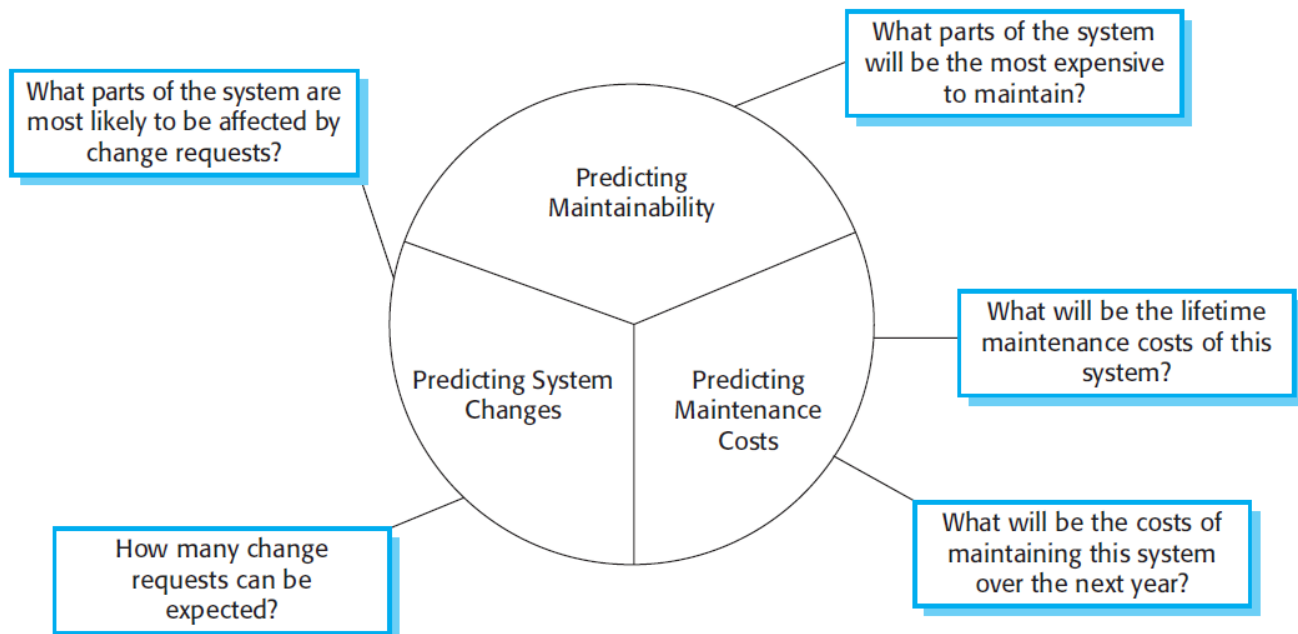 What parts of the system
will be the most expensive
to maintain?
What parts of the system are
most likely to be affected by
change requests?
Predicting
Maintainability
What will be the lifetime
maintenance costs of this
system?
Predicting System
Changes
Predicting
Maintenance
Costs
How many change
requests can be
expected?
What will be the costs of
maintaining this system
over the next year?